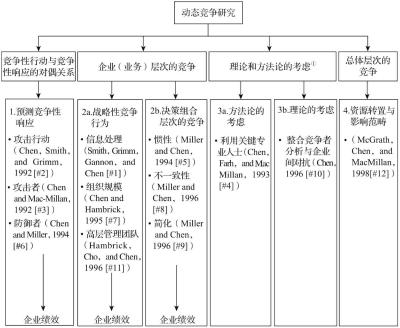 动态竞争研究
竞争性行动与竞争
性响应的对偶关系
企业（业务）层次的竞争
理论和方法论的考虑①
总体层次
的竞争
1.预测竞争性
响应
• 攻击行动
(Chen, Smith,
and Grimm,
1992[#2])
• 攻击者(Chen
and Mac-Millan,
1992 [#3])
• 防御者(Chen
and Miller, 1994
[#6])
企业绩效
2a.战略性竞争
行为
• 信息处理
(Smith, Grimm,
Gannon, and
Chen [#1])
• 组织规模
(Chen and
Hambrick,
1995 [#7])
• 高层管理团队
(Hambrick,
Cho, and Chen,
1996 [#11])
企业绩效
2b.决策组合
层次的竞争
• 惯性(Miller
and Chen,
1994 [#5])
• 不一致性
(Miller and
Chen, 1996
[#8])
• 简化(Miller
and Chen,
1996 [#9])
企业绩效
3a.方法论的
考虑
• 利用关键专
业人士(Chen,
Farh, and Mac
Millan, 1993
[#4])
3b.理论的考虑
• 整合竞争者
分析与企业
间对抗(Chen,
1996 [#10])
4.资源转置与
影响范畴
• (McGrath,
Chen, and
MacMillan,
1998[#12])